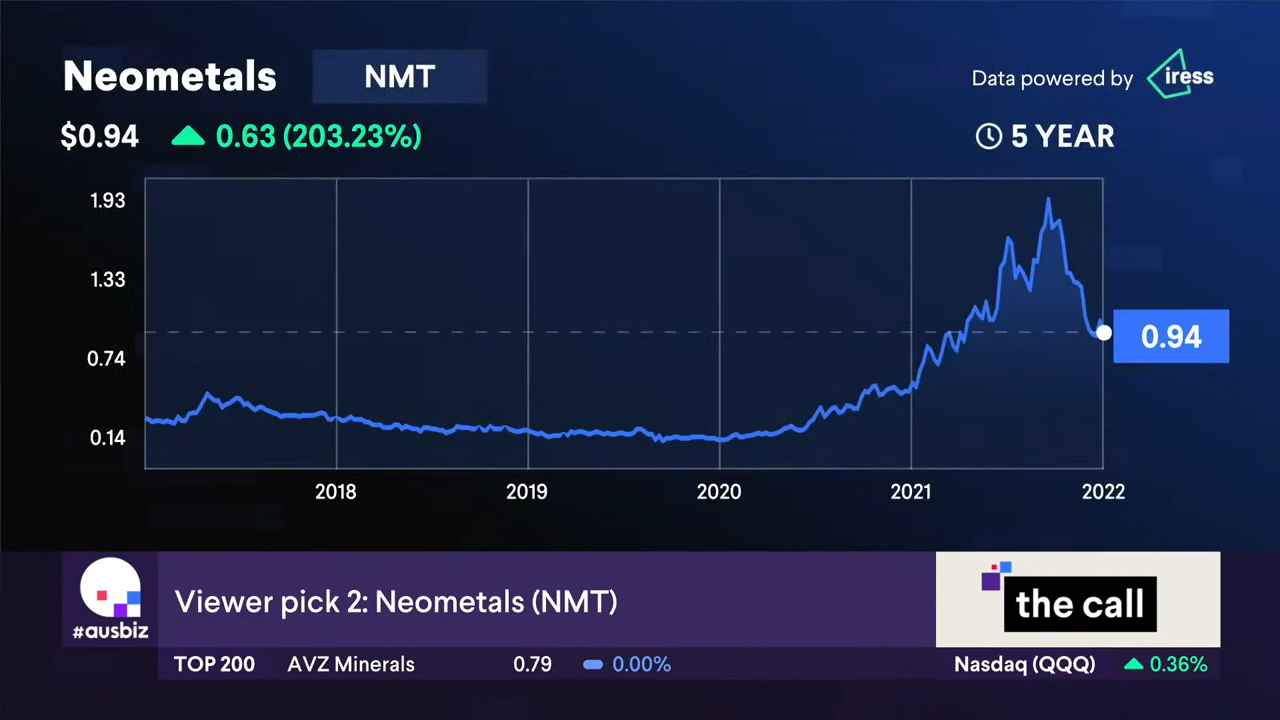 Neometals NMT
Data powered by iress
$0.94 0.63 (203.23%)
5 YEAR
1.93
1.33
0.74
0.14
0.94
2018 2019 2020 2021 2022
#ausbiz
Viewer pick 2: Neometals (NMT)
the call
TOP 200 AVZ Minerals 0.79 0.00% Nasdaq (QQQ) 0.36%